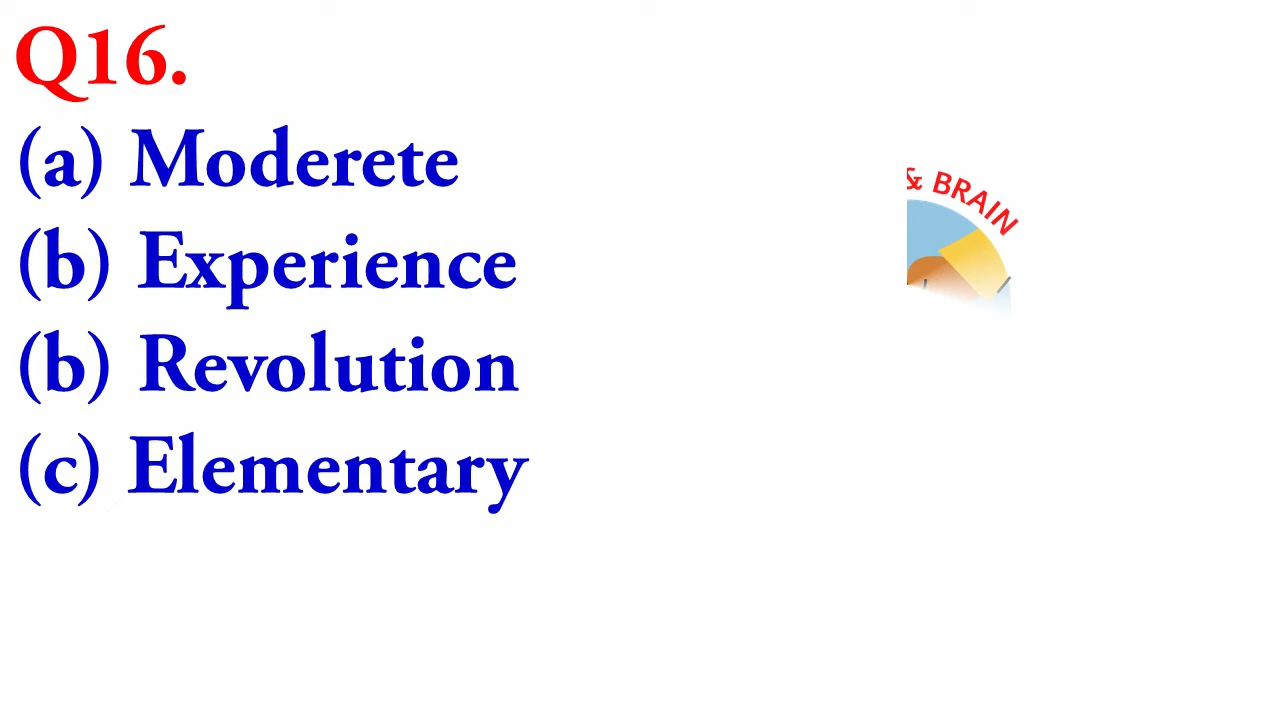 Q16.
(a) Moderete
(b) Experience
(b) Revolution
(c) Elementary
& BRAIN